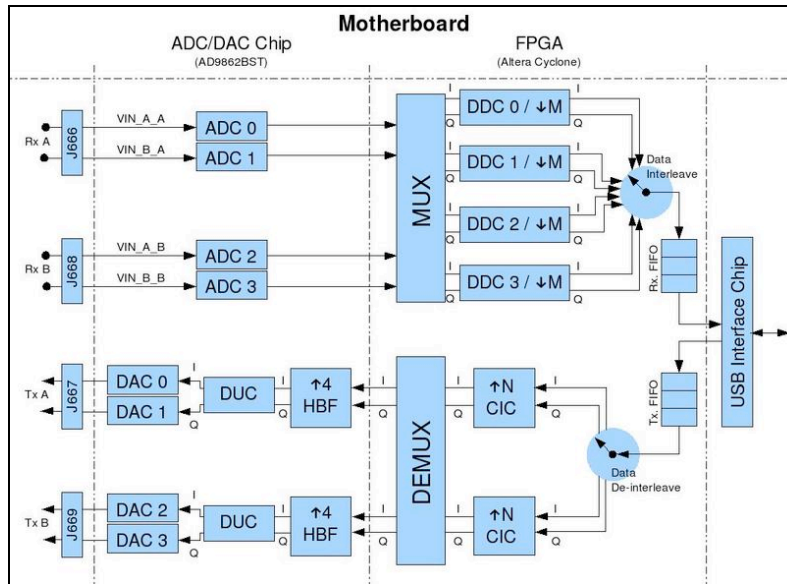 Motherboard
ADC/DAC Chip
(AD9862BST)
FPGA
(Altera Cyclone)
Rx A
J666
VIN_A_A
VIN_B_A
ADC 0
ADC 1
Rx B
J668
VIN_A_B
VIN_B_B
ADC 2
ADC 3
MUX
I
Q
DDC 0 / ↓M
I
Q
I
Q
DDC 1 / ↓M
I
Q
I
Q
DDC 2 / ↓M
I
Q
I
Q
DDC 3 / ↓M
I
Q
Data
Interleave
Rx. FIFO
USB Interface Chip
Tx. FIFO
Tx A
J667
DAC 0
DAC 1
I
Q
DUC
I
Q
↑4
HBF
I
Q
DEMUX
I
Q
↑N
CIC
I
Q
Data
De-interleave
Tx B
J669
DAC 2
DAC 3
I
Q
DUC
I
Q
↑4
HBF
I
Q
I
Q
↑N
CIC
I
Q